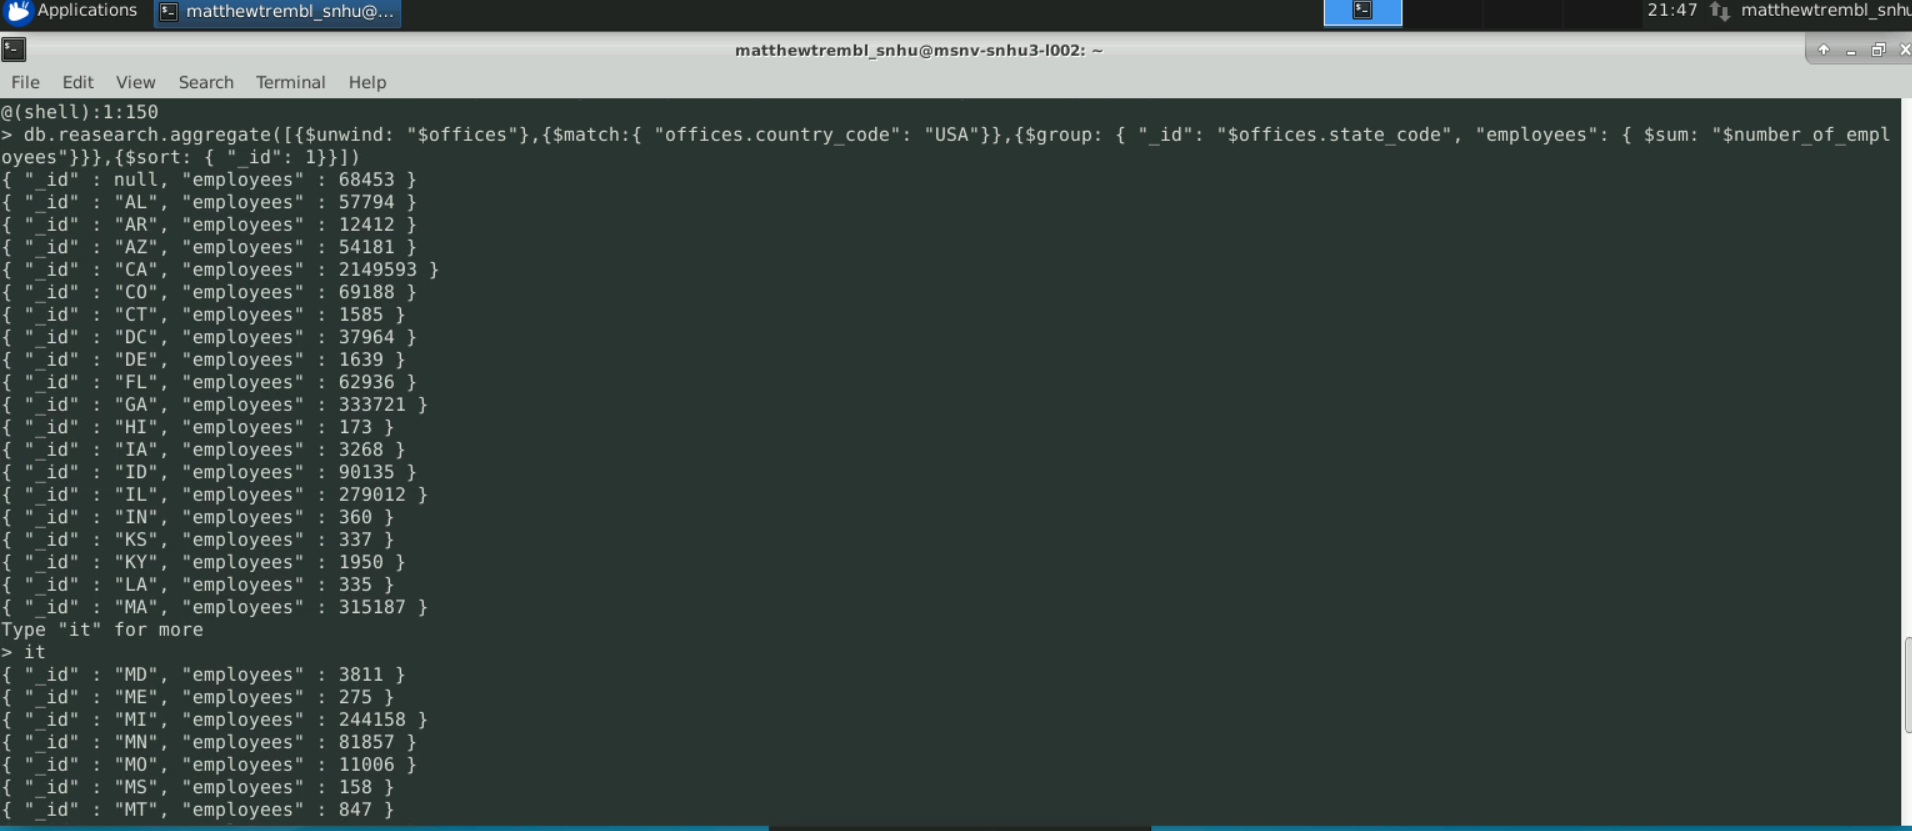 Applications matthewtrembl_snhu@... 21:47 matthewtrembl_snhu
matthewtrembl_snhu@msnv-snhu3-l002: ~
File Edit View Search Terminal Help
@(shell):1:150
> db.reasearch.aggregate([{$unwind: "$offices"},{$match:{ "offices.country_code": "USA"}},{$group: { "_id": "$offices.state_code", "employees": { $sum: "$number_of_empl
oyees"}}},{$sort: { "_id": 1}}])
{ "_id" : null, "employees" : 68453 }
{ "_id" : "AL", "employees" : 57794 }
{ "_id" : "AR", "employees" : 12412 }
{ "_id" : "AZ", "employees" : 54181 }
{ "_id" : "CA", "employees" : 2149593 }
{ "_id" : "CO", "employees" : 69188 }
{ "_id" : "CT", "employees" : 1585 }
{ "_id" : "DC", "employees" : 37964 }
{ "_id" : "DE", "employees" : 1639 }
{ "_id" : "FL", "employees" : 62936 }
{ "_id" : "GA", "employees" : 333721 }
{ "_id" : "HI", "employees" : 173 }
{ "_id" : "IA", "employees" : 3268 }
{ "_id" : "ID", "employees" : 90135 }
{ "_id" : "IL", "employees" : 279012 }
{ "_id" : "IN", "employees" : 360 }
{ "_id" : "KS", "employees" : 337 }
{ "_id" : "KY", "employees" : 1950 }
{ "_id" : "LA", "employees" : 335 }
{ "_id" : "MA", "employees" : 315187 }
Type "it" for more
> it
{ "_id" : "MD", "employees" : 3811 }
{ "_id" : "ME", "employees" : 275 }
{ "_id" : "MI", "employees" : 244158 }
{ "_id" : "MN", "employees" : 81857 }
{ "_id" : "MO", "employees" : 11006 }
{ "_id" : "MS", "employees" : 158 }
{ "_id" : "MT", "employees" : 847 }